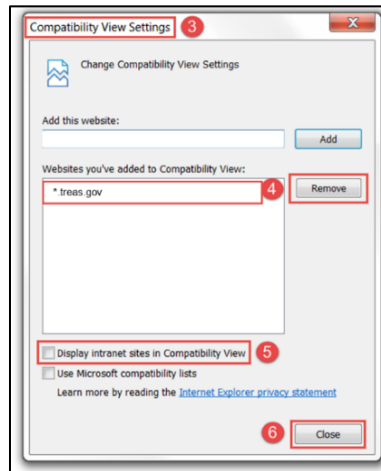 Compatibility View Settings 3
X
Change Compatibility View Settings
Add this website:
Add
Websites you've added to Compatibility View:
*.treas.gov 4 Remove
Display intranet sites in Compatibility View 5
Use Microsoft compatibility lists
Learn more by reading the Internet Explorer privacy statement
6 Close